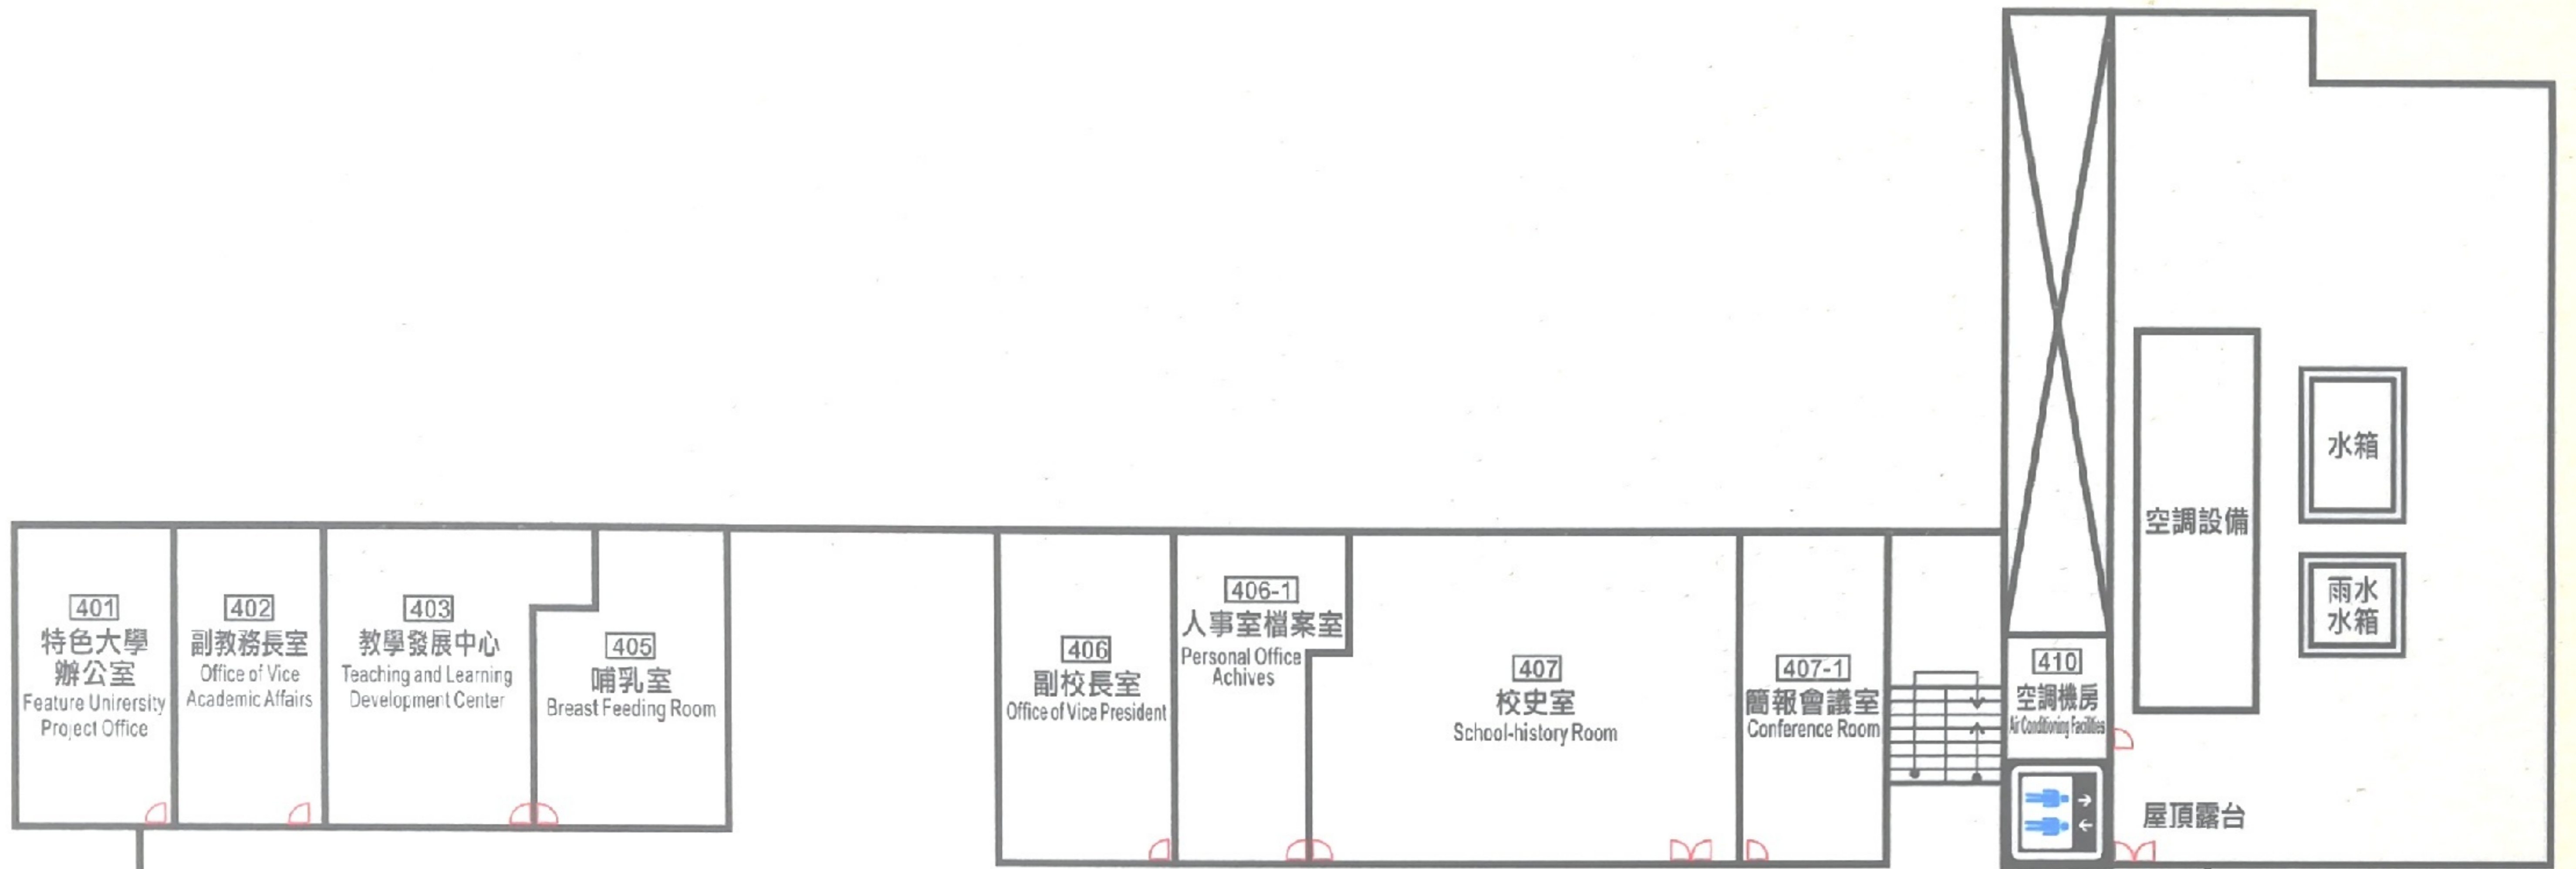 401
特色大學
辦公室
Feature Unirersity
Project Office
402
副教務長室
Office of Vice
Academic Affairs
403
教學發展中心
Teaching and Learning
Development Center
405
哺乳室
Breast Feeding Room
406
副校長室
Office of Vice President
406-1
人事室檔案室
Personal Office
Achives
407
校史室
School-history Room
407-1
簡報會議室
Conference Room
410
空調機房
Air Conditioning Facilities
空調設備
水箱
雨水
水箱
屋頂露台